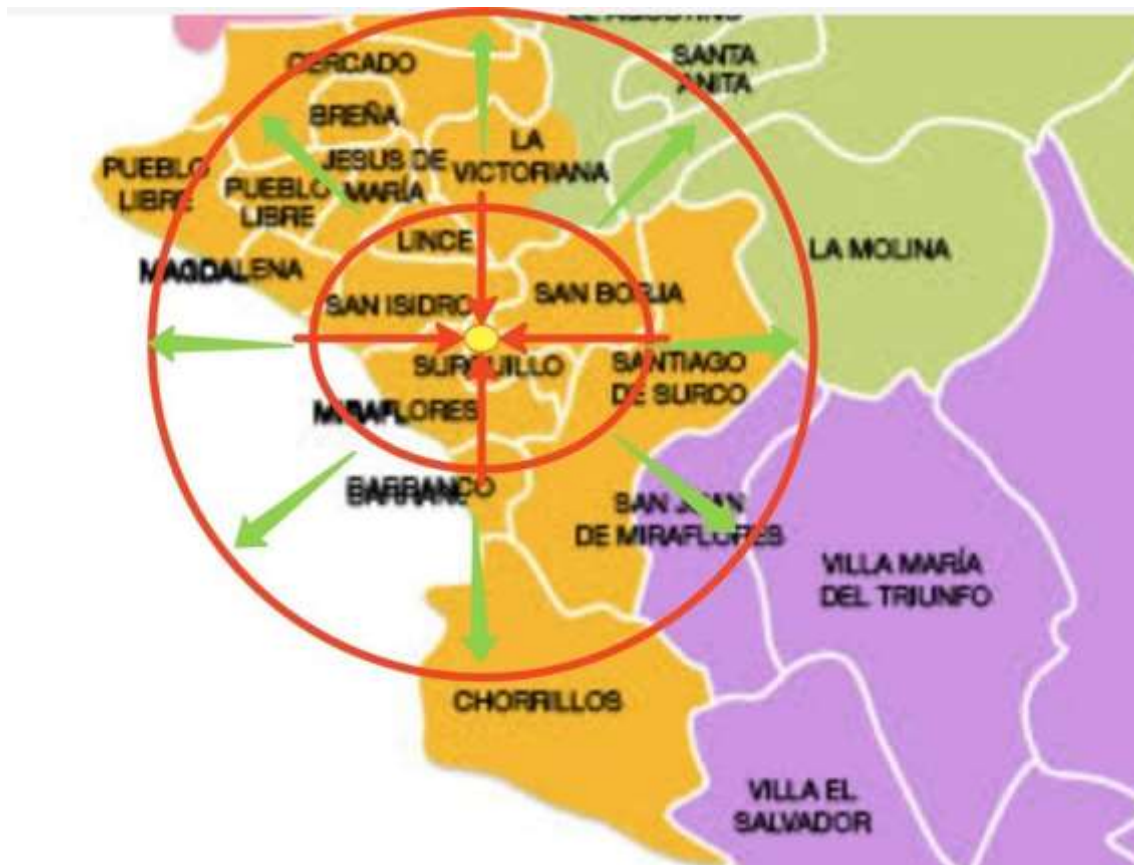 EL AGUSTINO
SANTA
ANITA
CERCADO
BREÑA
LA
VICTORIANA
JESUS DE
MARÍA
PUEBLO
LIBRE
PUEBLO
LIBRE
LINCE
MAGDALENA
LA MOLINA
SAN ISIDRO
SAN BORJA
SURQUILLO
SANTIAGO
DE SURCO
MIRAFLORES
BARRANCO
SAN JUAN
DE MIRAFLORES
VILLA MARÍA
DEL TRIUNFO
CHORRILLOS
VILLA EL
SALVADOR